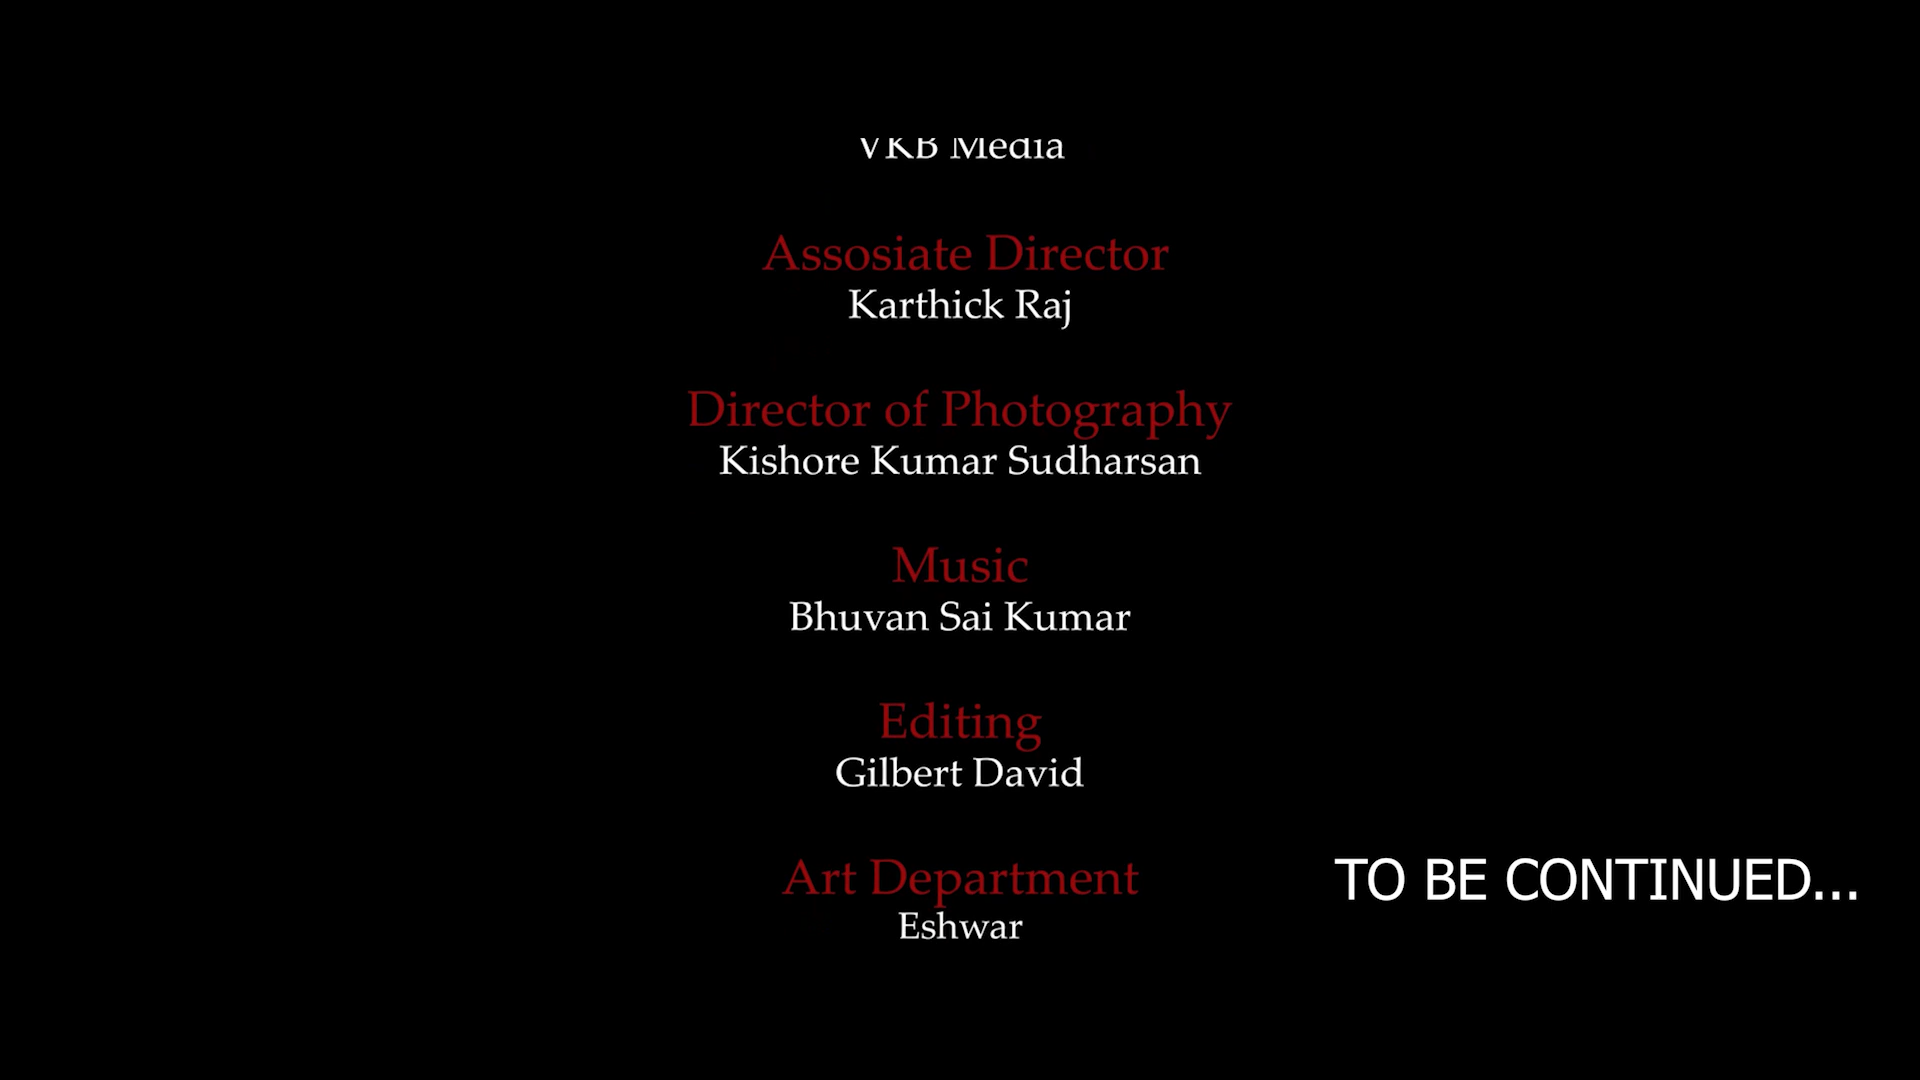 VKB Media
Assosiate Director
Karthick Raj
Director of Photography
Kishore Kumar Sudharsan
Music
Bhuvan Sai Kumar
Editing
Gilbert David
Art Department
Eshwar
TO BE CONTINUED...